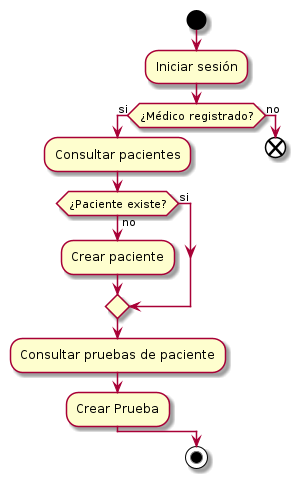 Iniciar sesión
si
¿Médico registrado?
no
Consultar pacientes
¿Paciente existe?
si
no
Crear paciente
Consultar pruebas de paciente
Crear Prueba